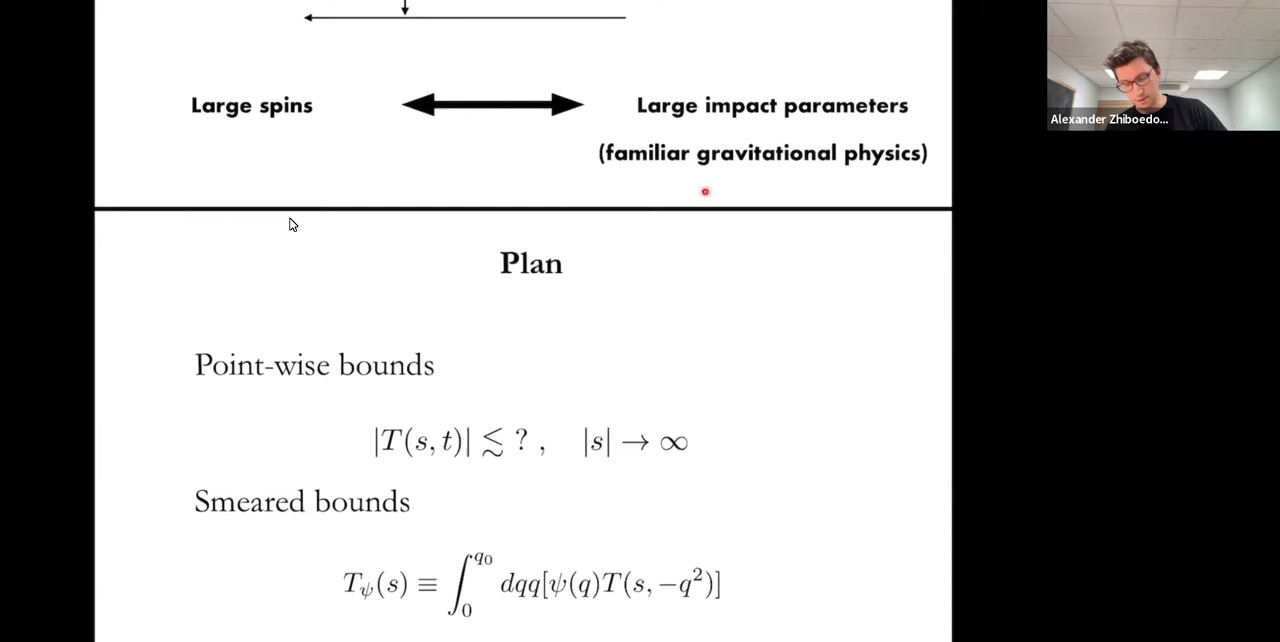 Large spins
Large impact parameters
(familiar gravitational physics)
Alexander Zhiboedo...
Plan
Point-wise bounds
|T(s, t)| ≲ ? , |s| → ∞
Smeared bounds
T_ψ(s) ≡ ∫_0^{q_0} dqq[ψ(q)T(s, −q²)]